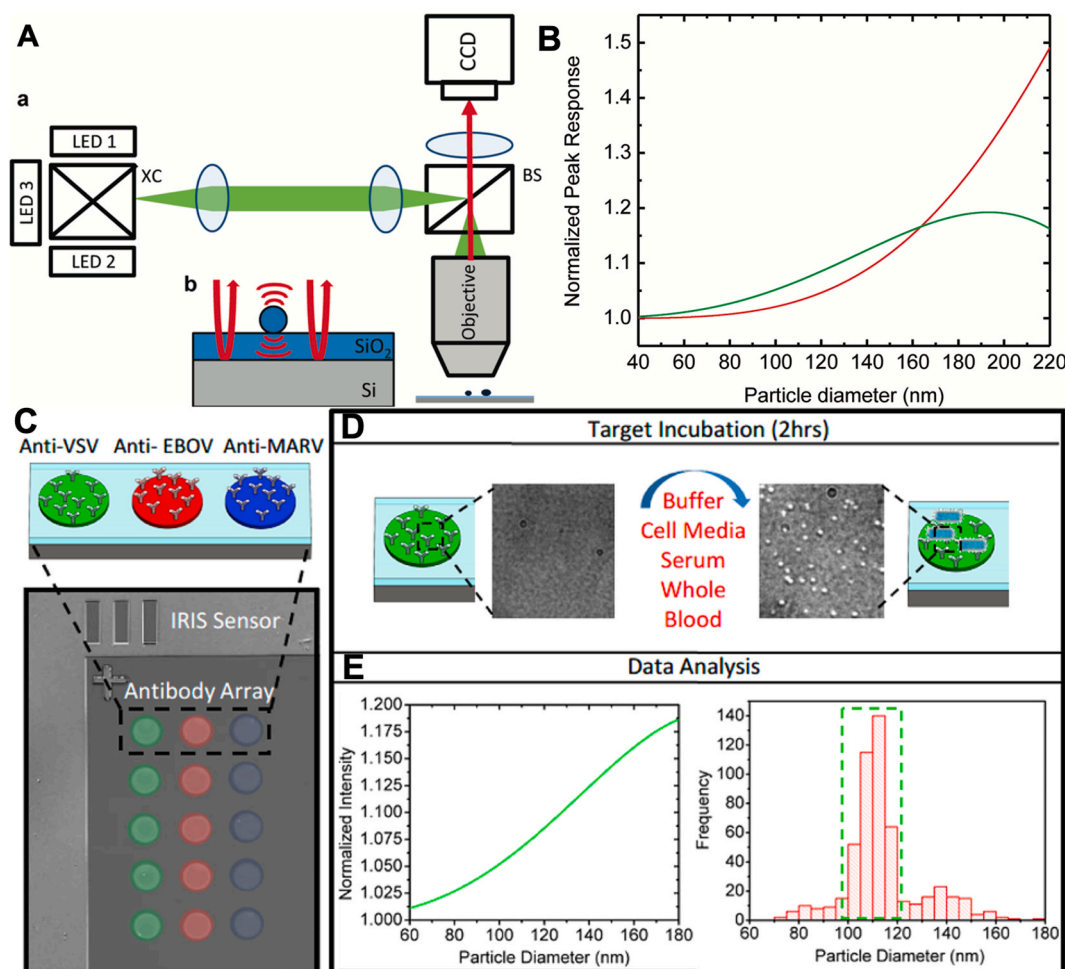 A
a
LED 1
LED 3
XC
LED 2
CCD
BS
Objective
b
SiO2
Si
B
Normalized Peak Response
1.5
1.4
1.3
1.2
1.1
1.0
40 60 80 100 120 140 160 180 190 200 220
Particle diameter (nm)
C
Anti-VSV Anti- EBOV Anti-MARV
IRIS Sensor
Antibody Array
D
Target Incubation (2hrs)
Buffer
Cell Media
Serum
Whole
Blood
E
Data Analysis
Normalized Intensity
1.200
1.175
1.150
1.125
1.100
1.075
1.050
1.025
1.000
60 80 100 120 140 160 180
Particle Diameter (nm)
Frequency
140
120
100
80
60
40
20
0
60 80 100 120 140 160 180
Particle Diameter (nm)